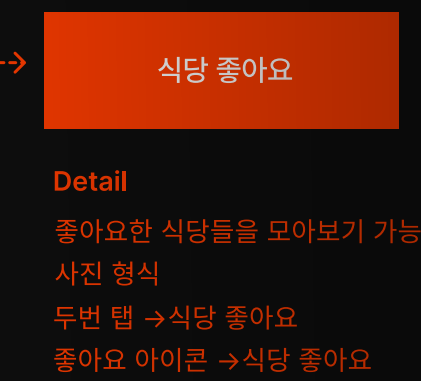 식당 좋아요
Detail
좋아요한 식당들을 모아보기 가능
사진 형식
두번 탭 →식당 좋아요
좋아요 아이콘 →식당 좋아요